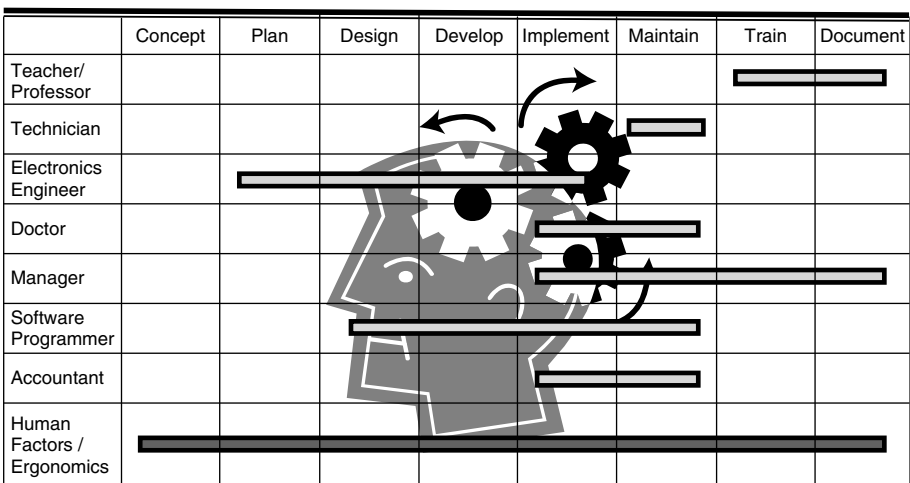 Concept Plan Design Develop Implement Maintain Train Document
Teacher/
Professor
Technician
Electronics
Engineer
Doctor
Manager
Software
Programmer
Accountant
Human
Factors /
Ergonomics